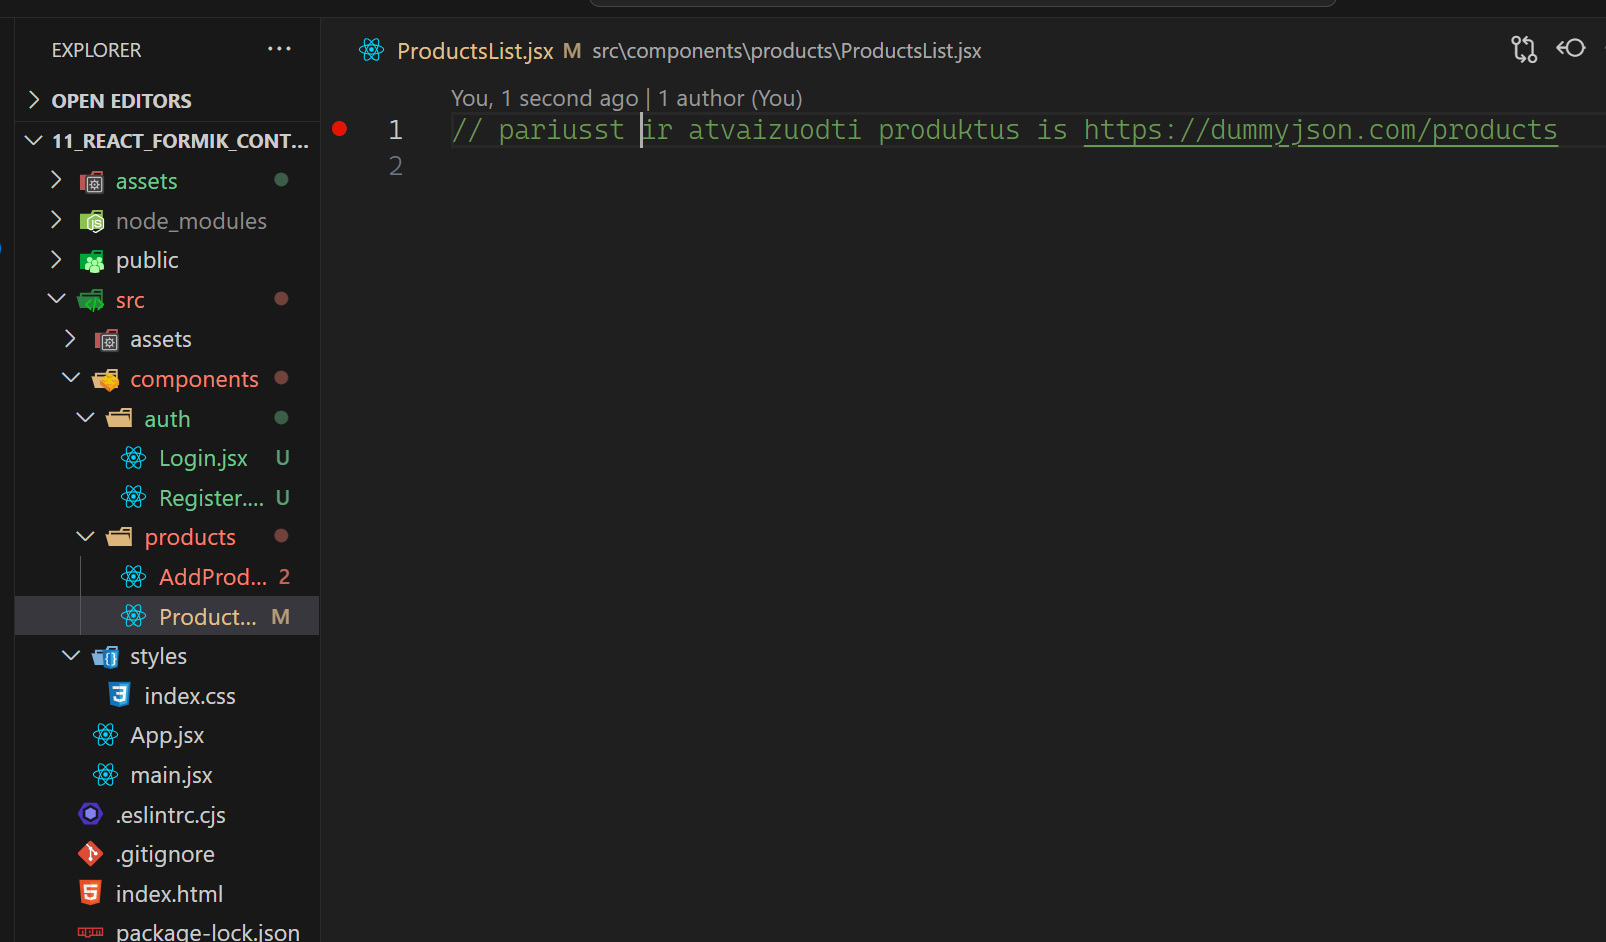 EXPLORER ...
OPEN EDITORS
11_REACT_FORMIK_CONT...
assets
node_modules
public
src
assets
components
auth
Login.jsx U
Register.... U
products
AddProd... 2
Product... M
styles
index.css
App.jsx
main.jsx
.eslintrc.cjs
.gitignore
index.html
package-lock.json
ProductsList.jsx M src\components\products\ProductsList.jsx
You, 1 second ago | 1 author (You)
1 // pariusst ir atvaizuodti produktus is https://dummyjson.com/products
2